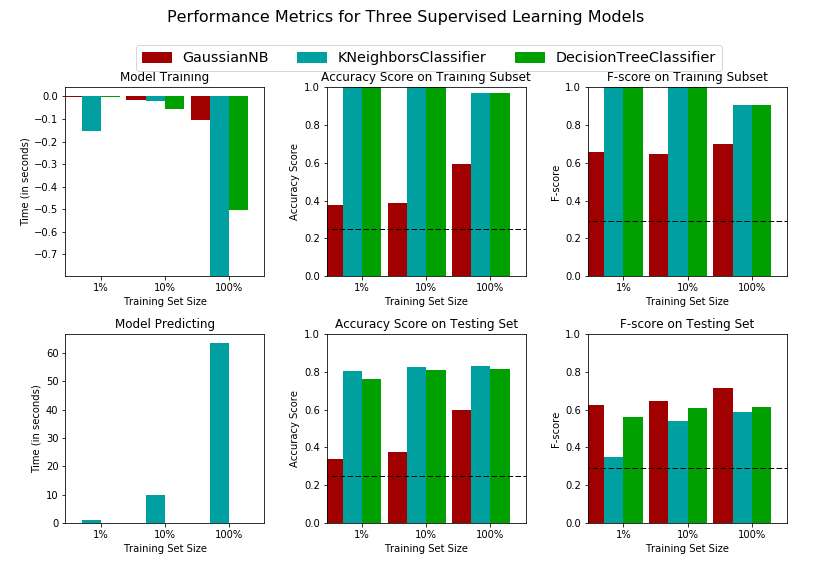 Performance Metrics for Three Supervised Learning Models
GaussianNB KNeighborsClassifier DecisionTreeClassifier
Model Training
0.0
−0.1
−0.2
−0.3
−0.4
−0.5
−0.6
−0.7
Time (in seconds)
1% 10% 100%
Training Set Size
Accuracy Score on Training Subset
1.0
0.8
0.6
0.4
0.2
0.0
Accuracy Score
1% 10% 100%
Training Set Size
F-score on Training Subset
1.0
0.8
0.6
0.4
0.2
0.0
F-score
1% 10% 100%
Training Set Size
Model Predicting
60
50
40
30
20
10
0
Time (in seconds)
1% 10% 100%
Training Set Size
Accuracy Score on Testing Set
1.0
0.8
0.6
0.4
0.2
0.0
Accuracy Score
1% 10% 100%
Training Set Size
F-score on Testing Set
1.0
0.8
0.6
0.4
0.2
0.0
F-score
1% 10% 100%
Training Set Size